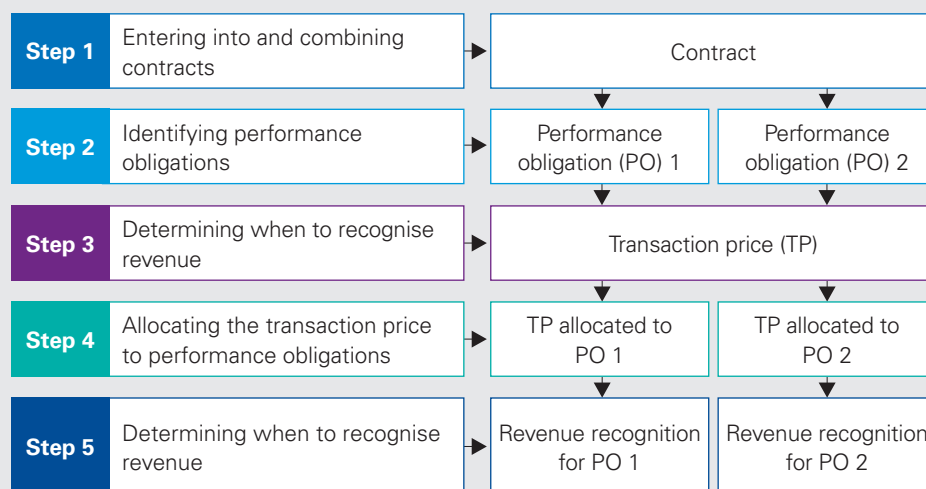 Step 1
Entering into and combining
contracts
Contract
Step 2
Identifying performance
obligations
Performance
obligation (PO) 1
Performance
obligation (PO) 2
Step 3
Determining when to recognise
revenue
Transaction price (TP)
Step 4
Allocating the transaction price
to performance obligations
TP allocated to
PO 1
TP allocated to
PO 2
Step 5
Determining when to recognise
revenue
Revenue recognition
for PO 1
Revenue recognition
for PO 2